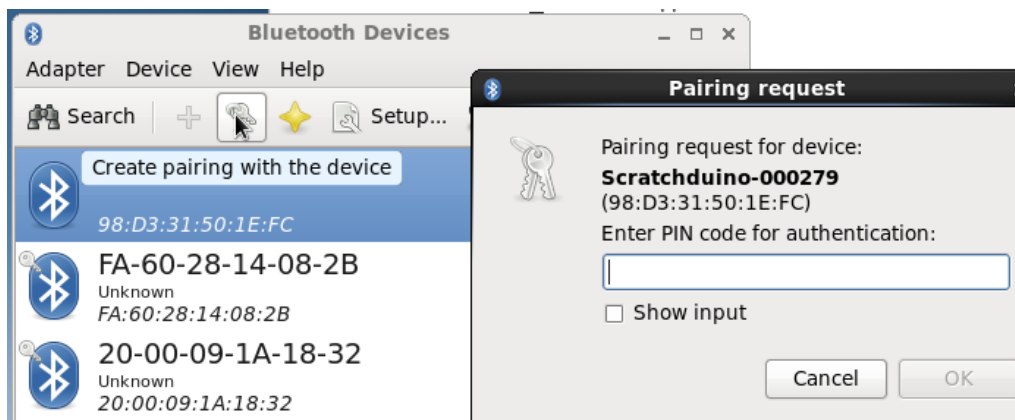 Bluetooth Devices
Adapter Device View Help
Search Setup...
Create pairing with the device
98:D3:31:50:1E:FC
FA-60-28-14-08-2B
Unknown
FA:60:28:14:08:2B
20-00-09-1A-18-32
Unknown
20:00:09:1A:18:32
Pairing request
Pairing request for device:
Scratchduino-000279
(98:D3:31:50:1E:FC)
Enter PIN code for authentication:
Show input
Cancel OK